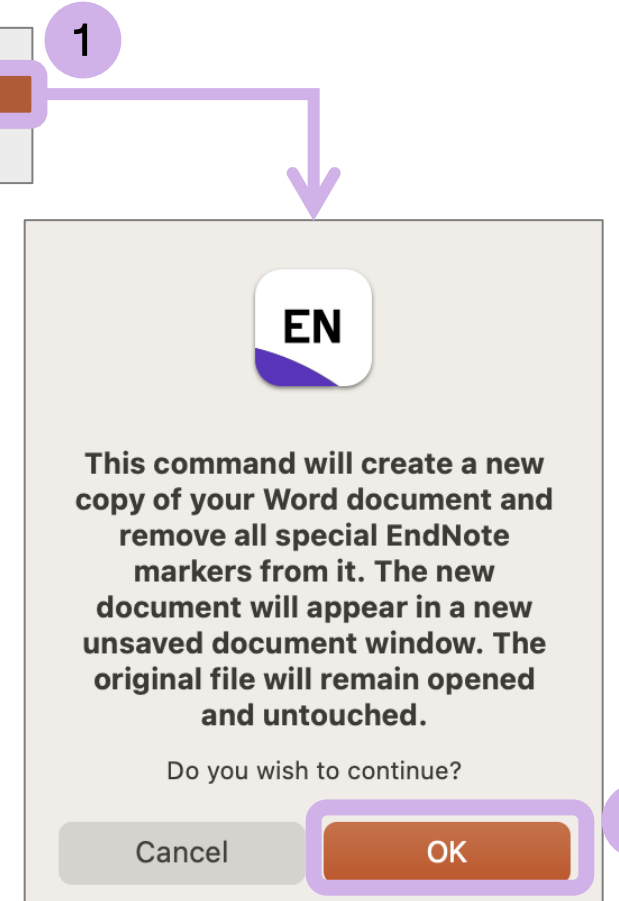 1
EN
This command will create a new
copy of your Word document and
remove all special EndNote
markers from it. The new
document will appear in a new
unsaved document window. The
original file will remain opened
and untouched.
Do you wish to continue?
Cancel
OK